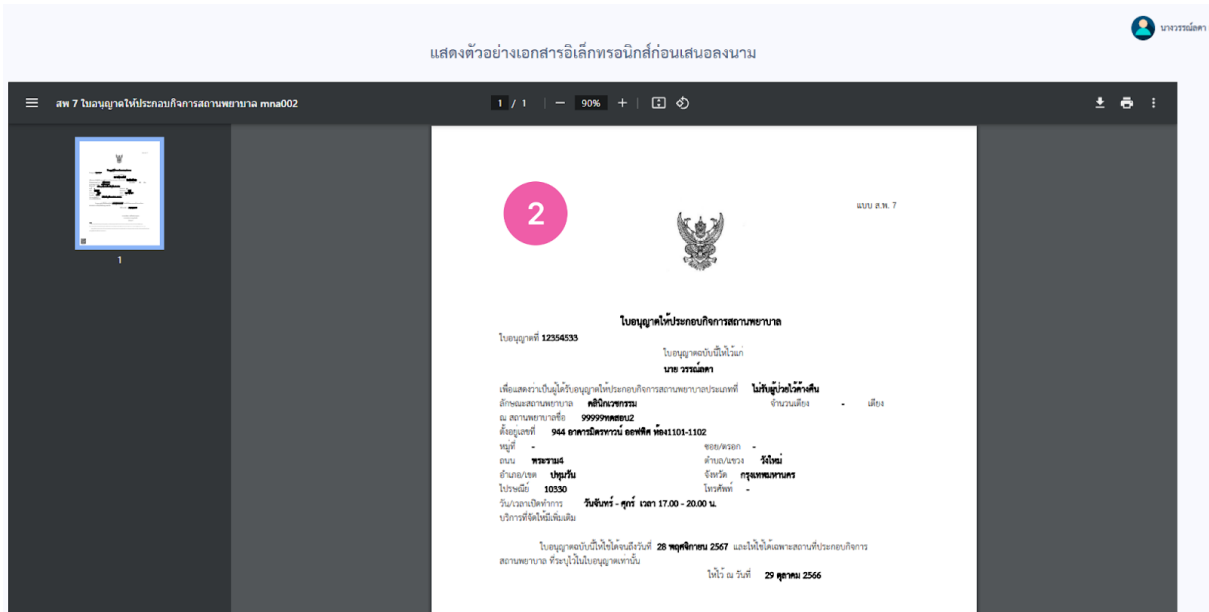 นางวรรณ์ลดา
แสดงตัวอย่างเอกสารอิเล็กทรอนิกส์ก่อนเสนอลงนาม
สพ 7 ใบอนุญาตให้ประกอบกิจการสถานพยาบาล mna002
1 / 1 90%
1
2
แบบ ส.พ. 7
ใบอนุญาตให้ประกอบกิจการสถานพยาบาล
ใบอนุญาตที่ 12354533
ใบอนุญาตฉบับนี้ให้ไว้แก่
นาย วรรณ์ลดา
เพื่อแสดงว่าเป็นผู้ได้รับอนุญาตให้ประกอบกิจการสถานพยาบาลประเภทที่ ไม่รับผู้ป่วยไว้ค้างคืน
ลักษณะสถานพยาบาล คลินิกเวชกรรม จำนวนเตียง - เตียง
ณ สถานพยาบาลชื่อ 99999ทดสอบ2
ตั้งอยู่เลขที่ 944 อาคารมิตรทาวน์ ออฟฟิศ ห้อง1101-1102
หมู่ที่ - ซอย/ตรอก -
ถนน พระราม4 ตำบล/แขวง วังใหม่
อำเภอ/เขต ปทุมวัน จังหวัด กรุงเทพมหานคร
ไปรษณีย์ 10330 โทรศัพท์ -
วัน/เวลาเปิดทำการ วันจันทร์ - ศุกร์ เวลา 17.00 - 20.00 น.
บริการที่จัดให้มีเพิ่มเติม
ใบอนุญาตฉบับนี้ให้ใช้ได้จนถึงวันที่ 28 พฤศจิกายน 2567 และให้ใช้ได้เฉพาะสถานที่ประกอบกิจการ
สถานพยาบาล ที่ระบุไว้ในใบอนุญาตเท่านั้น
ให้ไว้ ณ วันที่ 29 ตุลาคม 2566